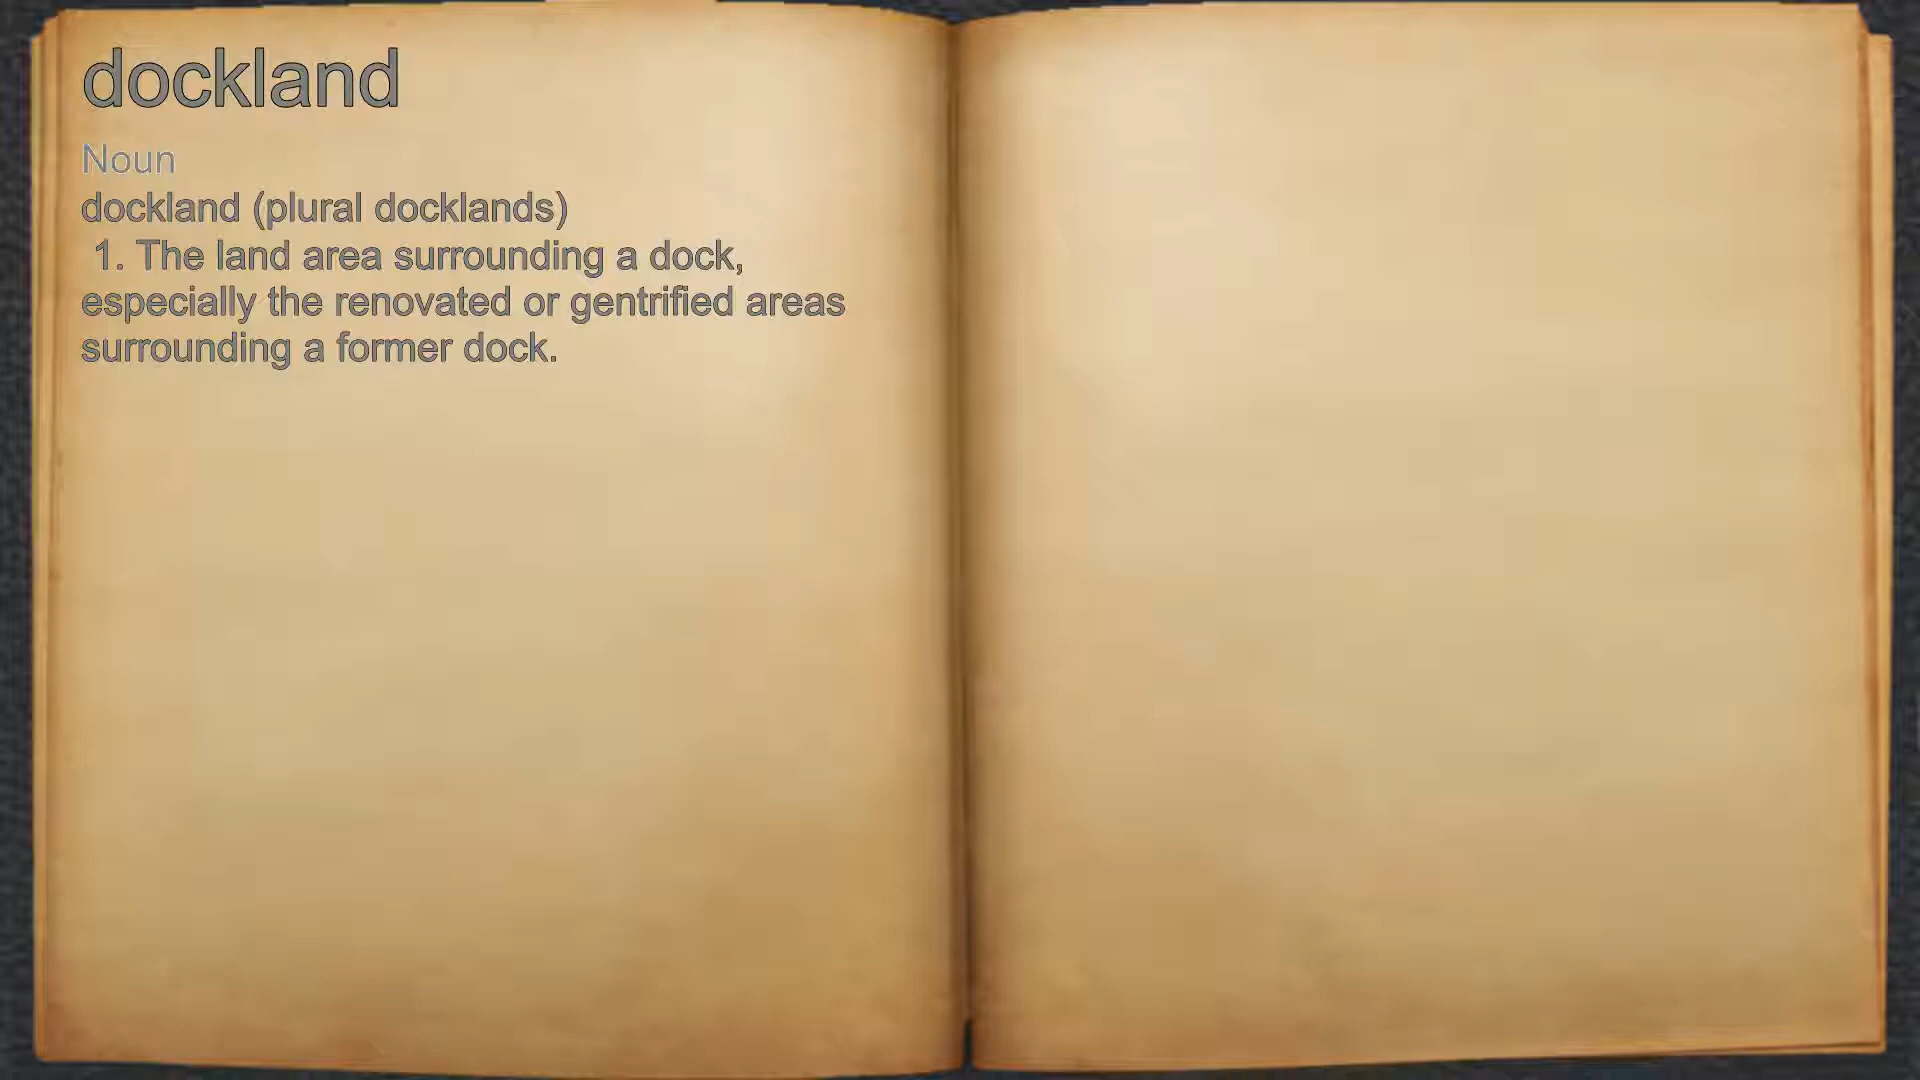 dockland
Noun
dockland (plural docklands)
1. The land area surrounding a dock,
especially the renovated or gentrified areas
surrounding a former dock.